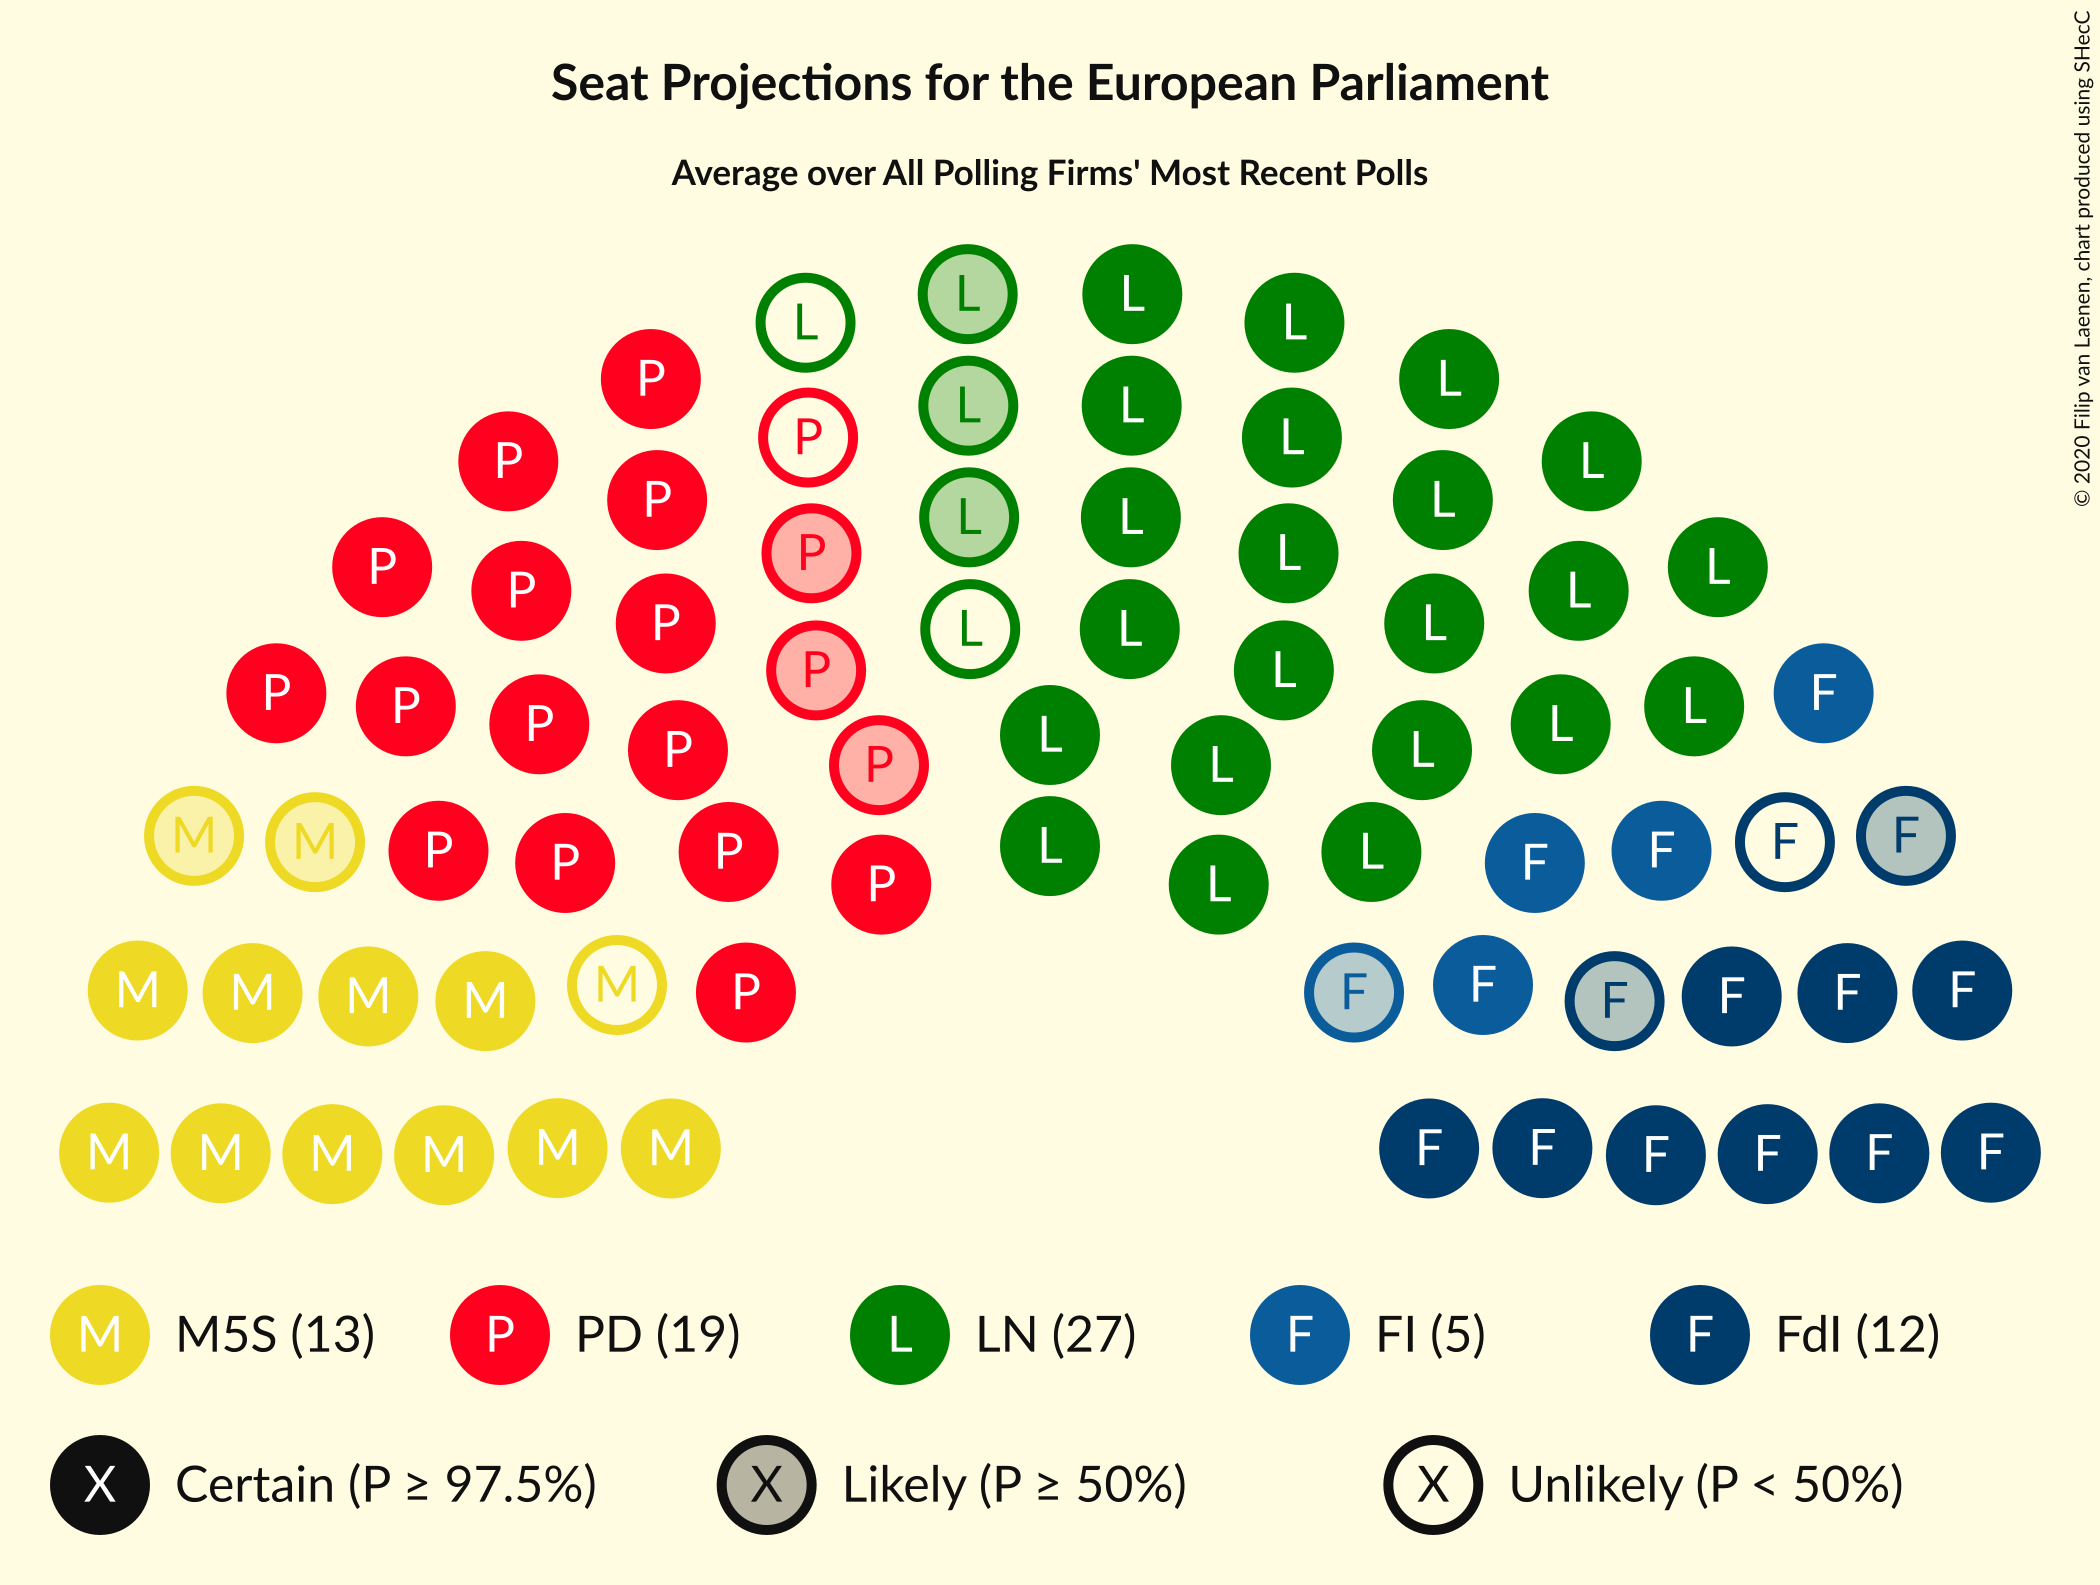 Seat Projections for the European Parliament
Average over All Polling Firms' Most Recent Polls
© 2020 Filip van Laenen, chart produced using SHecC
L L
L L
P L
L L
P L
P L
P L
L L
P L
P L
P L
P L
L L
P L
P F
P L
P L
L
P L
P L
M M P P P P L L L F F F F
M M M M M P F F F F F F
M M M M M M F F F F F F
M M5S (13) P PD (19) L LN (27) F FI (5) F FdI (12)
X Certain (P ≥ 97.5%) X Likely (P ≥ 50%) X Unlikely (P < 50%)